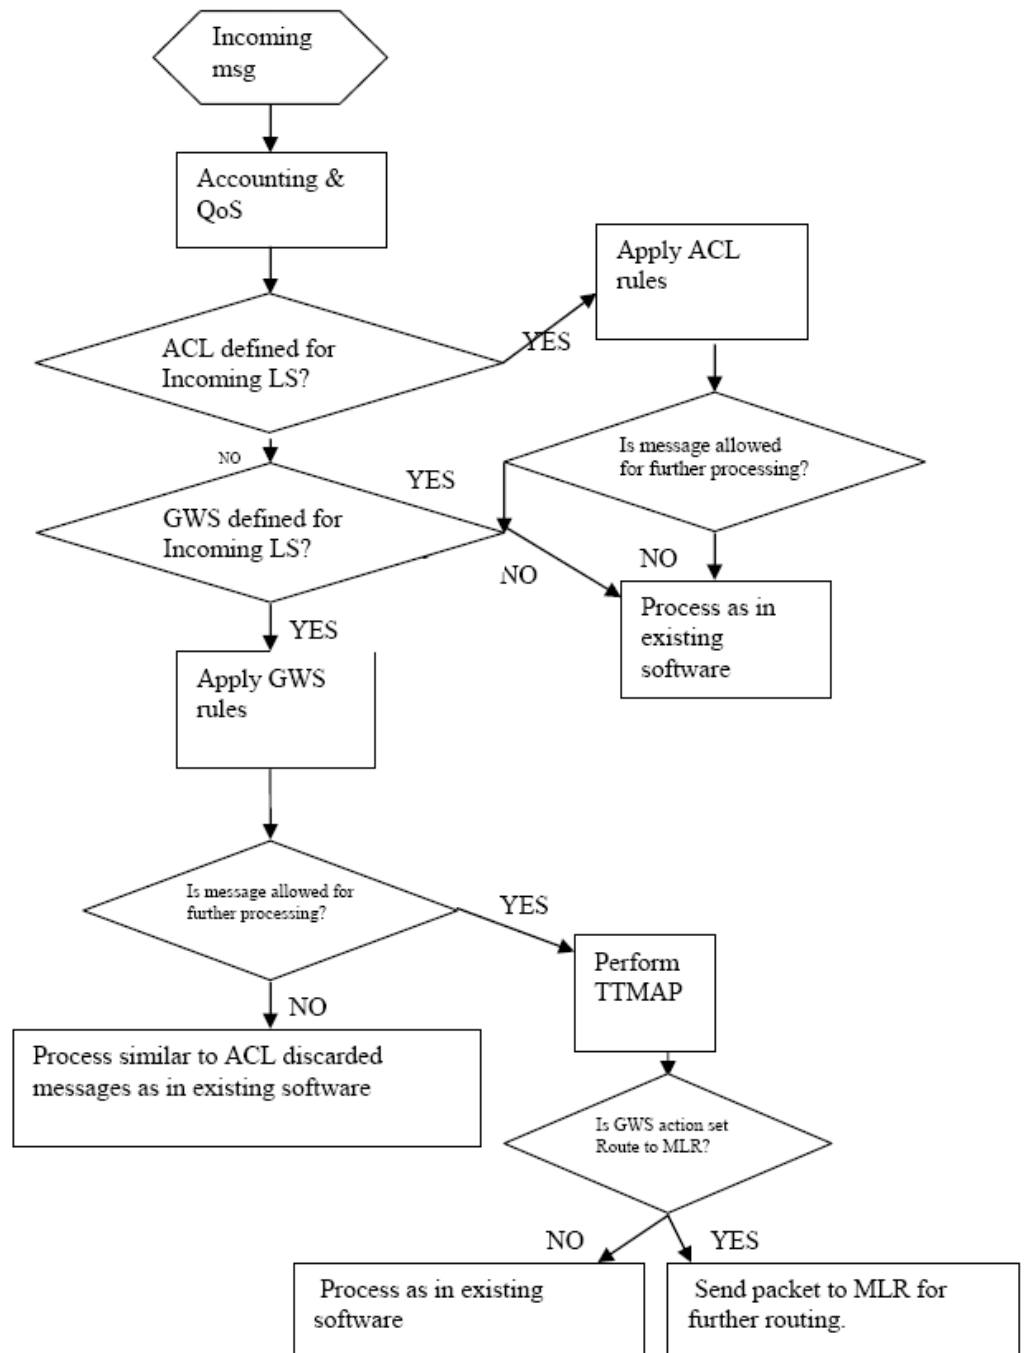 Incoming
msg
Accounting &
QoS
Apply ACL
rules
YES
ACL defined for
Incoming LS?
Is message allowed
for further processing?
NO
YES
GWS defined for
Incoming LS?
NO
NO
Process as in
existing
software
YES
Apply GWS
rules
Is message allowed for
further processing?
YES
Perform
TTMAP
NO
Process similar to ACL discarded
messages as in existing software
Is GWS action set
Route to MLR?
NO
YES
Process as in existing
software
Send packet to MLR for
further routing.